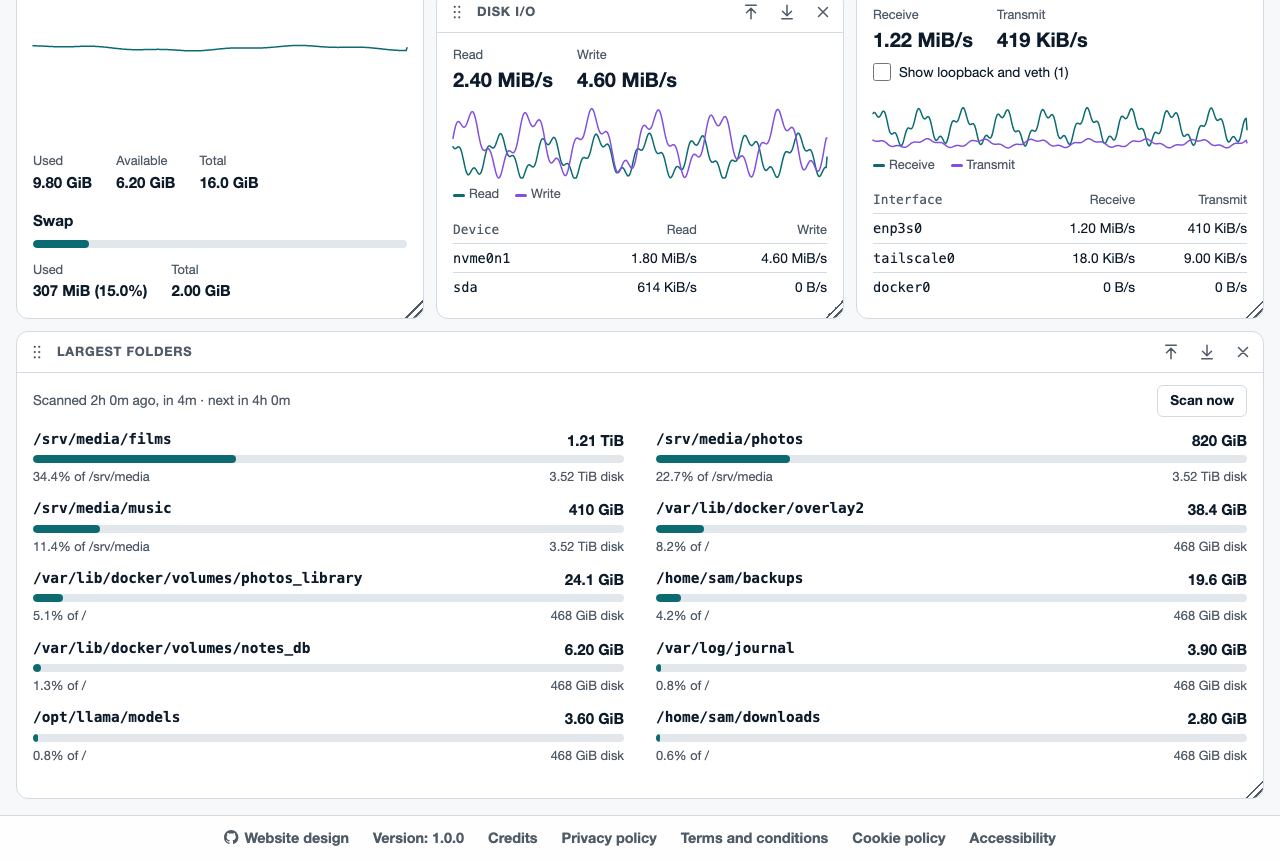 Used Available Total
9.80 GiB 6.20 GiB 16.0 GiB
Swap
Used Total
307 MiB (15.0%) 2.00 GiB
DISK I/O
Read Write
2.40 MiB/s 4.60 MiB/s
Read Write
Device Read Write
nvme0n1 1.80 MiB/s 4.60 MiB/s
sda 614 KiB/s 0 B/s
Receive Transmit
1.22 MiB/s 419 KiB/s
Show loopback and veth (1)
Receive Transmit
Interface Receive Transmit
enp3s0 1.20 MiB/s 410 KiB/s
tailscale0 18.0 KiB/s 9.00 KiB/s
docker0 0 B/s 0 B/s
LARGEST FOLDERS
Scanned 2h 0m ago, in 4m · next in 4h 0m Scan now
/srv/media/films 1.21 TiB
34.4% of /srv/media 3.52 TiB disk
/srv/media/photos 820 GiB
22.7% of /srv/media 3.52 TiB disk
/srv/media/music 410 GiB
11.4% of /srv/media 3.52 TiB disk
/var/lib/docker/overlay2 38.4 GiB
8.2% of / 468 GiB disk
/var/lib/docker/volumes/photos_library 24.1 GiB
5.1% of / 468 GiB disk
/home/sam/backups 19.6 GiB
4.2% of / 468 GiB disk
/var/lib/docker/volumes/notes_db 6.20 GiB
1.3% of / 468 GiB disk
/var/log/journal 3.90 GiB
0.8% of / 468 GiB disk
/opt/llama/models 3.60 GiB
0.8% of / 468 GiB disk
/home/sam/downloads 2.80 GiB
0.6% of / 468 GiB disk
Website design Version: 1.0.0 Credits Privacy policy Terms and conditions Cookie policy Accessibility